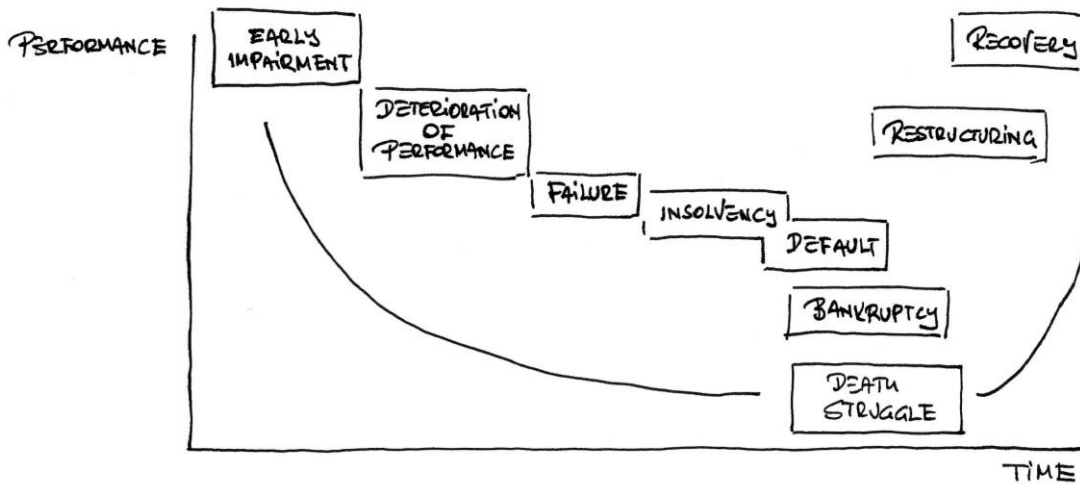 PERFORMANCE
EARLY
IMPAIRMENT
DETERIORATION
OF
PERFORMANCE
FAILURE
INSOLVENCY
DEFAULT
BANKRUPTCY
DEATH
STRUGGLE
RESTRUCTURING
RECOVERY
TIME